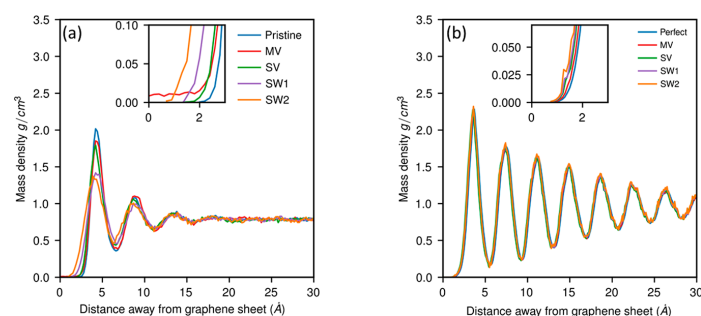 (a)
Pristine
MV
SV
SW1
SW2
0.10
0.05
0.00
0 2
3.5
3.0
2.5
2.0
1.5
1.0
0.5
0.0
Mass density g/cm³
0 5 10 15 20 25 30
Distance away from graphene sheet (Å)
(b)
Perfect
MV
SV
SW1
SW2
0.050
0.025
0.000
0 2
3.5
3.0
2.5
2.0
1.5
1.0
0.5
0.0
Mass density g/cm³
0 5 10 15 20 25 30
Distance away from graphene sheet (Å)